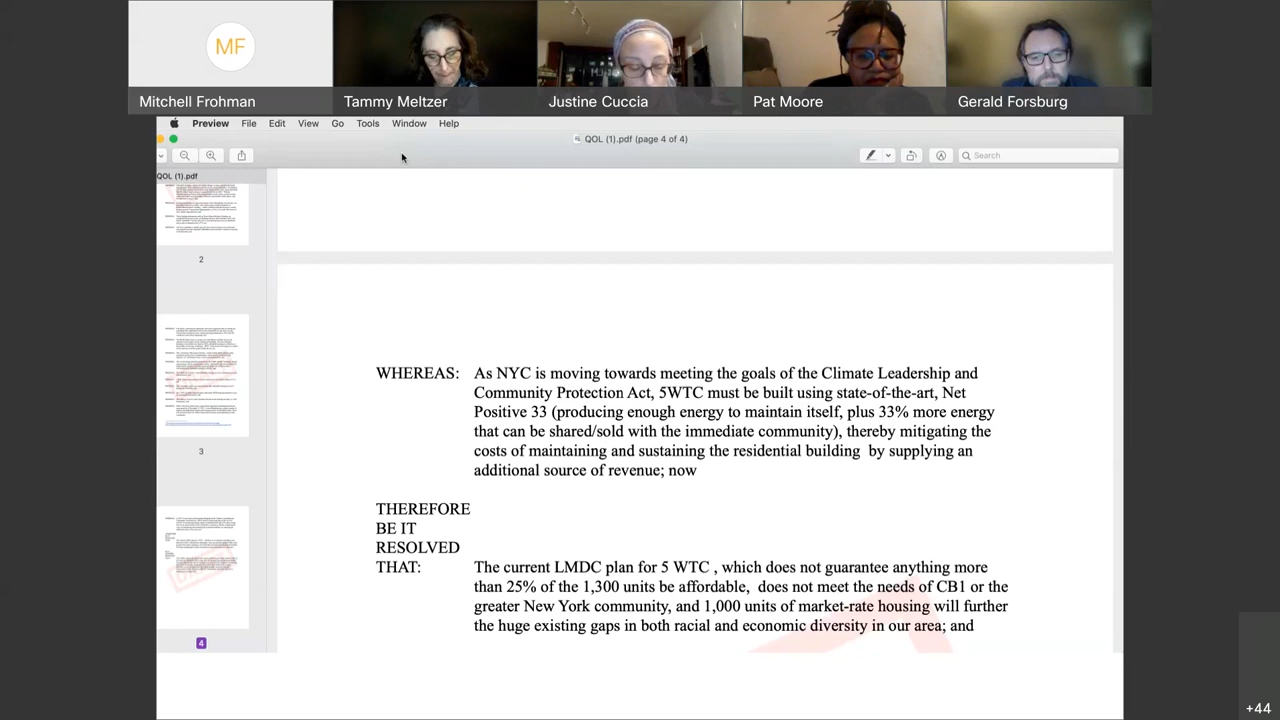 MF
Mitchell Frohman
Tammy Meltzer
Justine Cuccia
Pat Moore
Gerald Forsburg
Preview File Edit View Go Tools Window Help
QOL (1).pdf (page 4 of 4)
Search
QOL (1).pdf
2
3
4
WHEREAS: As NYC is moving towards meeting the goals of the Climate Leadership and
Community Protection Act, 5WTC must be built using state-of-the-art, Net
Positive 33 (producing enough energy to maintain itself, plus 33% more energy
that can be shared/sold with the immediate community), thereby mitigating the
costs of maintaining and sustaining the residential building by supplying an
additional source of revenue; now
THEREFORE
BE IT
RESOLVED
THAT: The current LMDC plan for 5 WTC , which does not guarantee anything more
than 25% of the 1,300 units be affordable, does not meet the needs of CB1 or the
greater New York community, and 1,000 units of market-rate housing will further
the huge existing gaps in both racial and economic diversity in our area; and
+44